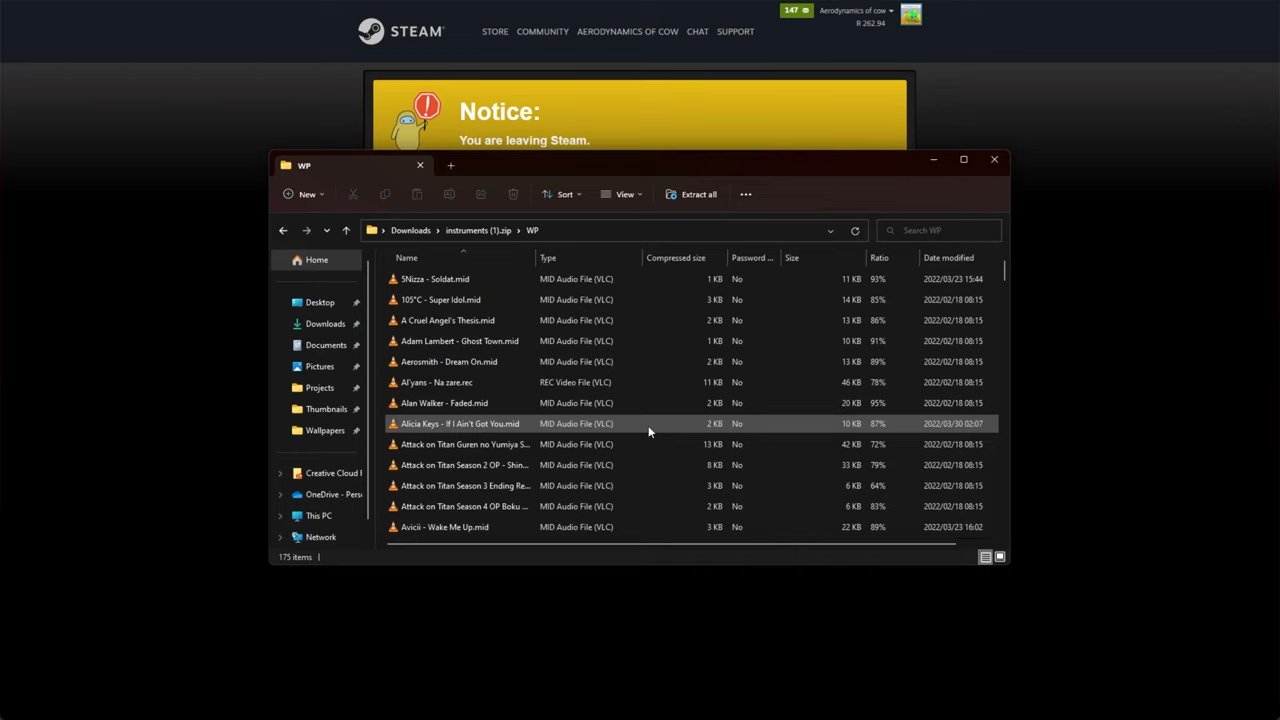 147
Aerodynamics of cow
R 262.94
STEAM
STORE COMMUNITY AERODYNAMICS OF COW CHAT SUPPORT
Notice:
You are leaving Steam.
WP
New Sort View Extract all
Downloads > instruments (1).zip > WP
Search WP
Home
Desktop
Downloads
Documents
Pictures
Projects
Thumbnails
Wallpapers
Creative Cloud F
OneDrive - Perso
This PC
Network
Name Type Compressed size Password ... Size Ratio Date modified
5Nizza - Soldat.mid MID Audio File (VLC) 1 KB No 11 KB 93% 2022/03/23 15:44
105°C - Super Idol.mid MID Audio File (VLC) 3 KB No 14 KB 85% 2022/02/18 08:15
A Cruel Angel's Thesis.mid MID Audio File (VLC) 2 KB No 13 KB 86% 2022/02/18 08:15
Adam Lambert - Ghost Town.mid MID Audio File (VLC) 1 KB No 10 KB 91% 2022/02/18 08:15
Aerosmith - Dream On.mid MID Audio File (VLC) 2 KB No 13 KB 89% 2022/02/18 08:15
Al'yans - Na zare.rec REC Video File (VLC) 11 KB No 46 KB 78% 2022/02/18 08:15
Alan Walker - Faded.mid MID Audio File (VLC) 2 KB No 20 KB 95% 2022/02/18 08:15
Alicia Keys - If I Ain't Got You.mid MID Audio File (VLC) 2 KB No 10 KB 87% 2022/03/30 02:07
Attack on Titan Guren no Yumiya S... MID Audio File (VLC) 13 KB No 42 KB 72% 2022/02/18 08:15
Attack on Titan Season 2 OP - Shin... MID Audio File (VLC) 8 KB No 33 KB 79% 2022/02/18 08:15
Attack on Titan Season 3 Ending Re... MID Audio File (VLC) 3 KB No 6 KB 64% 2022/02/18 08:15
Attack on Titan Season 4 OP Boku ... MID Audio File (VLC) 2 KB No 6 KB 83% 2022/02/18 08:15
Avicii - Wake Me Up.mid MID Audio File (VLC) 3 KB No 22 KB 89% 2022/03/23 16:02
175 items